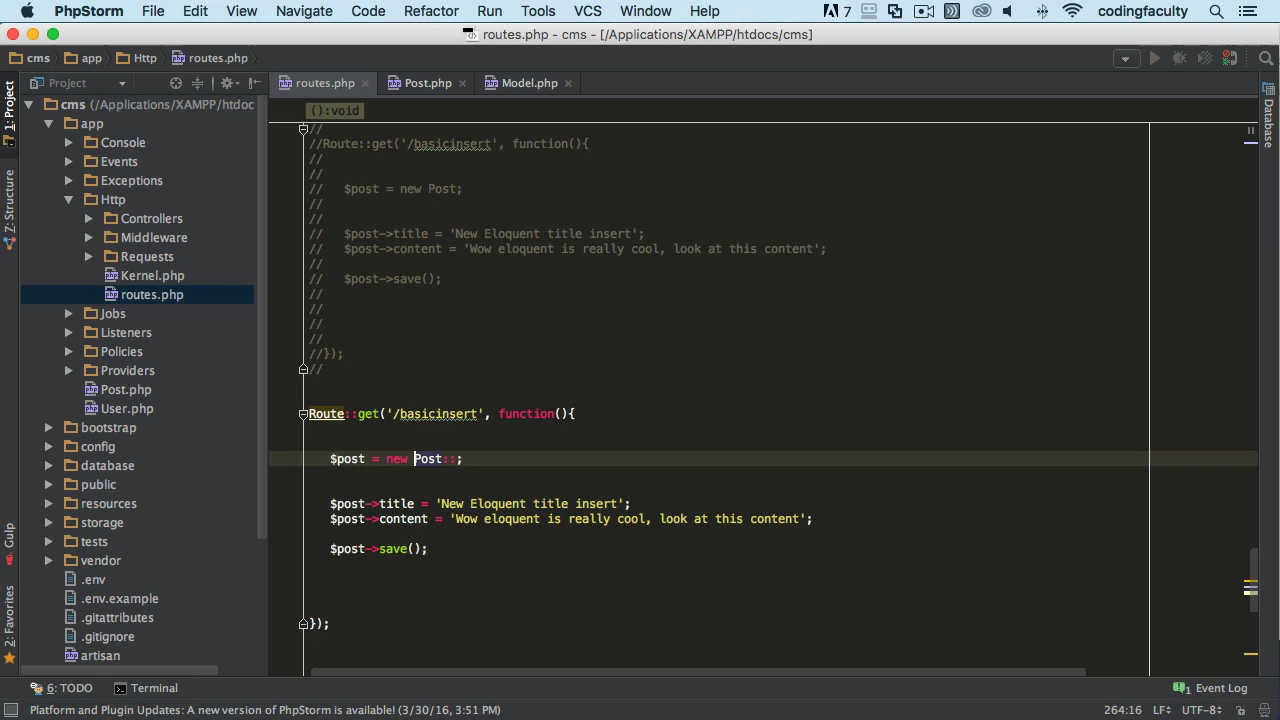 PhpStorm File Edit View Navigate Code Refactor Run Tools VCS Window Help 7 codingfaculty
routes.php - cms - [/Applications/XAMPP/htdocs/cms]
cms app Http routes.php
Project routes.php Post.php Model.php
1: Project
Z: Structure
Gulp
2: Favorites
cms (/Applications/XAMPP/htdoc
app
Console
Events
Exceptions
Http
Controllers
Middleware
Requests
Kernel.php
routes.php
Jobs
Listeners
Policies
Providers
Post.php
User.php
bootstrap
config
database
public
resources
storage
tests
vendor
.env
.env.example
.gitattributes
.gitignore
artisan
():void
//
//Route::get('/basicinsert', function(){
//
//
//   $post = new Post;
//
//
//   $post->title = 'New Eloquent title insert';
//   $post->content = 'Wow eloquent is really cool, look at this content';
//
//   $post->save();
//
//
//
//
//});
//
Route::get('/basicinsert', function(){
$post = new Post::;
$post->title = 'New Eloquent title insert';
$post->content = 'Wow eloquent is really cool, look at this content';
$post->save();
});
Database
6: TODO Terminal 1 Event Log
Platform and Plugin Updates: A new version of PhpStorm is available! (3/30/16, 3:51 PM) 264:16 LF UTF-8